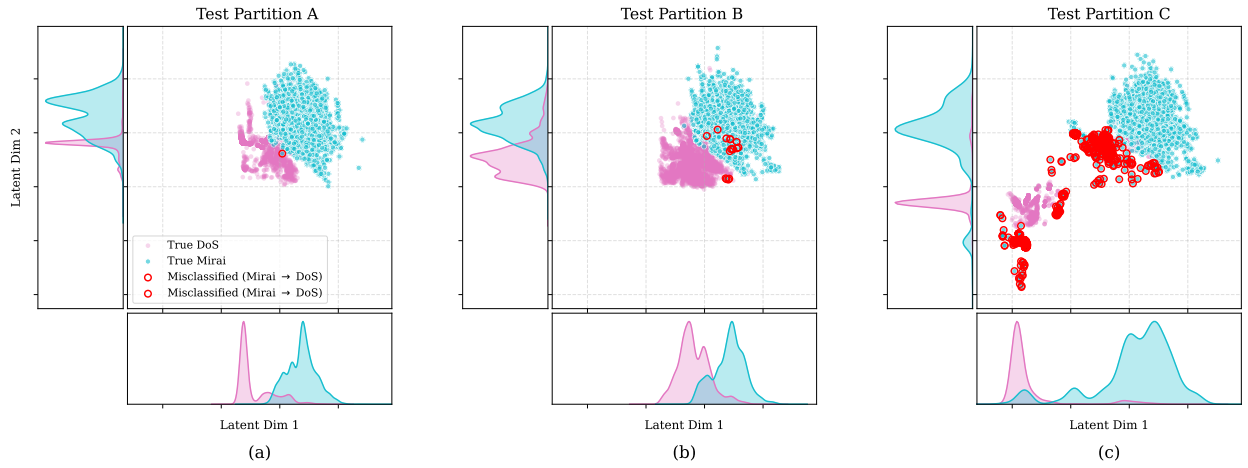 Test Partition A
Test Partition B
Test Partition C
Latent Dim 2
True DoS
True Mirai
Misclassified (Mirai → DoS)
Misclassified (Mirai → DoS)
Latent Dim 1
Latent Dim 1
Latent Dim 1
(a)
(b)
(c)